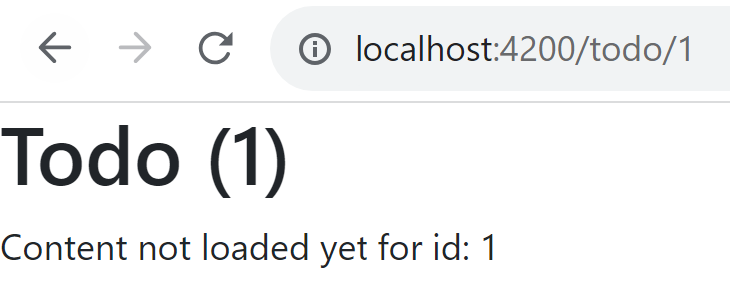 localhost:4200/todo/1
Todo (1)
Content not loaded yet for id: 1